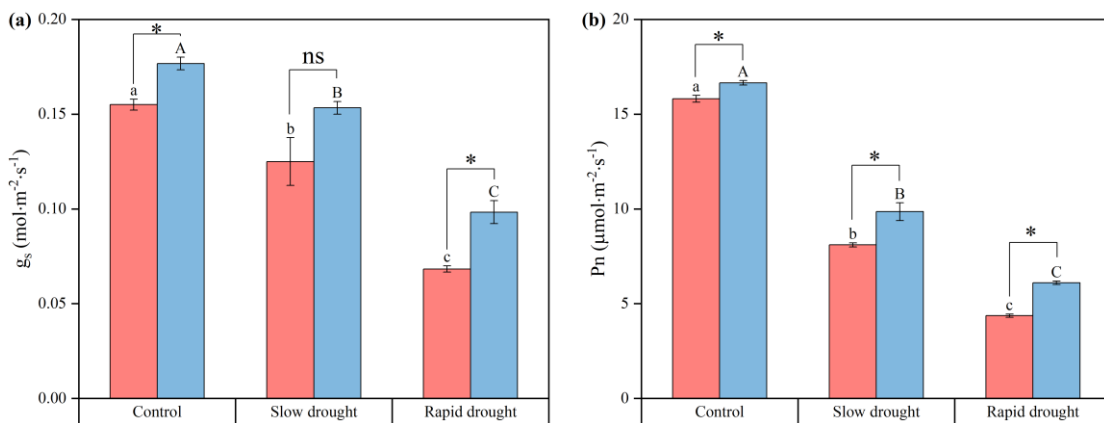 (a)
g_s (mol·m⁻²·s⁻¹)
0.20
0.15
0.10
0.05
0.00
*
a
A
ns
b
B
*
c
C
Control
Slow drought
Rapid drought
(b)
Pn (μmol·m⁻²·s⁻¹)
20
15
10
5
0
*
a
A
*
b
B
*
c
C
Control
Slow drought
Rapid drought